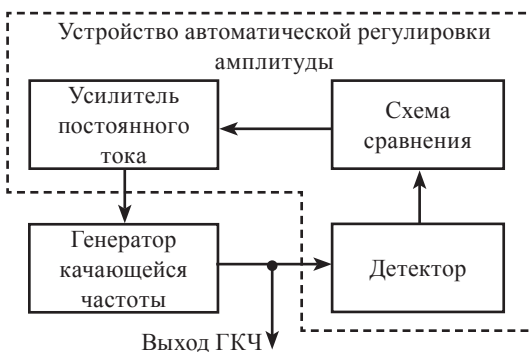 Устройство автоматической регулировки
амплитуды
Усилитель
постоянного
тока
Схема
сравнения
Генератор
качающейся
частоты
Детектор
Выход ГКЧ